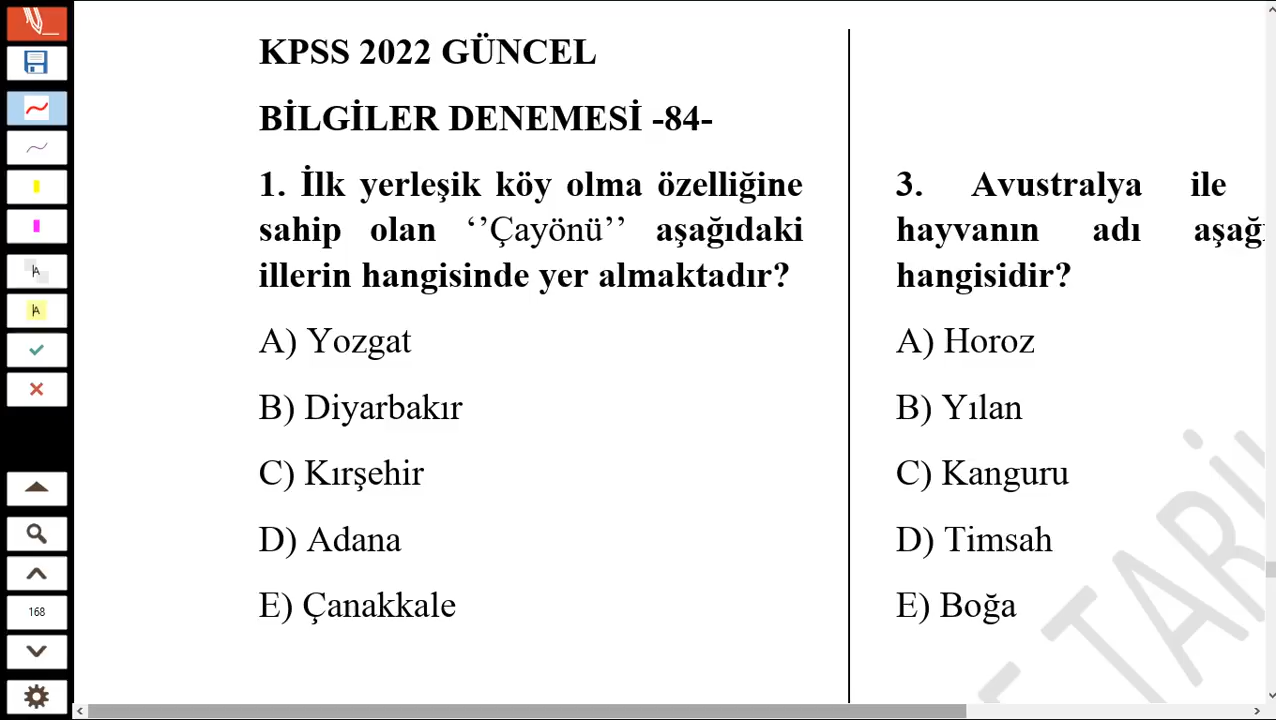 KPSS 2022 GÜNCEL
BİLGİLER DENEMESİ -84-
1. İlk yerleşik köy olma özelliğine
sahip olan ‘’Çayönü’’ aşağıdaki
illerin hangisinde yer almaktadır?
A) Yozgat
B) Diyarbakır
C) Kırşehir
D) Adana
E) Çanakkale
3. Avustralya ile
hayvanın adı
hangisidir?
A) Horoz
B) Yılan
C) Kanguru
D) Timsah
E) Boğa
168